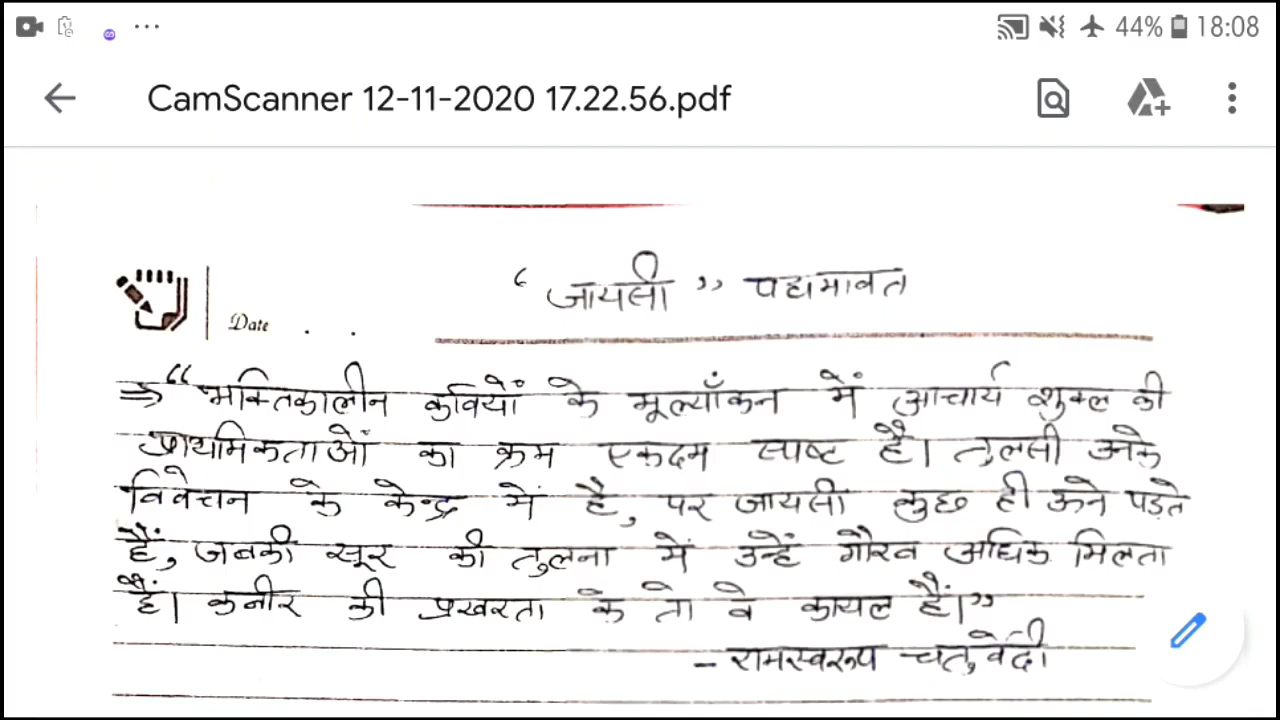 ... 44% 18:08
CamScanner 12-11-2020 17.22.56.pdf
“जायसी” पद्मावत
Date . .
⇒ “भक्तिकालीन कवियों के मूल्याँकन में आचार्य शुक्ल की
प्राथमिकताओं का क्रम एकदम स्पष्ट है। तुलसी उनके
विवेचन के केन्द्र में है, पर जायसी कुछ ही ऊने पड़ते
हैं, जबकी सूर की तुलना में उन्हें गौरव अधिक मिलता
हैं। कबीर की प्रखरता के तो वे कायल हैं।”
– रामस्वरूप चतुर्वेदी